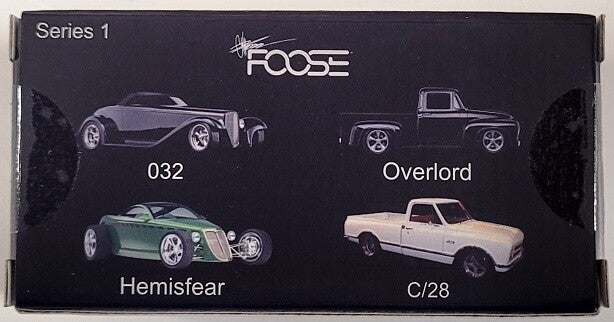 Series 1
FOOSE
032
Overlord
Hemisfear
C/28